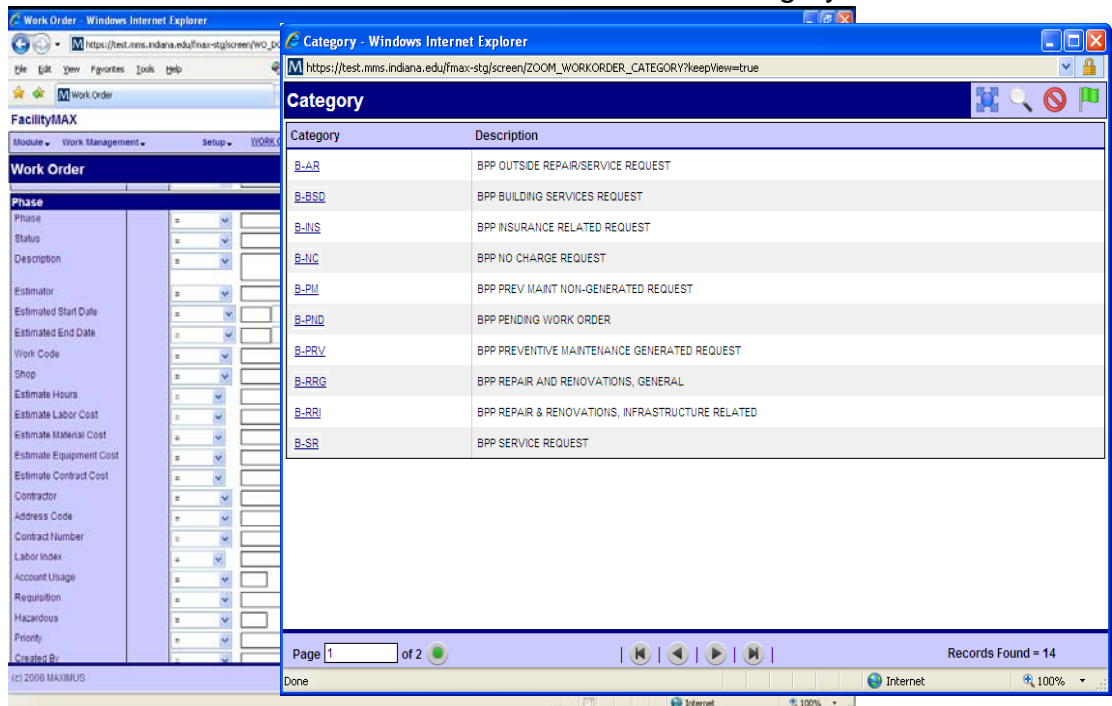 Work Order - Windows Internet Explorer
https://test.mms.indiana.edu/fmax-stg/screen/WO_
File Edit View Favorites Tools Help
Work Order
FacilityMAX
Module Work Management Setup WORK
Work Order
Phase
Phase =
Status =
Description =
Estimator =
Estimated Start Date =
Estimated End Date =
Work Code =
Shop =
Estimate Hours =
Estimate Labor Cost =
Estimate Material Cost =
Estimate Equipment Cost =
Estimate Contract Cost =
Contractor =
Address Code =
Contract Number =
Labor Index =
Account Usage =
Requisition =
Hazardous =
Priority =
Created By
(c) 2008 MAXIMUS
Category - Windows Internet Explorer
https://test.mms.indiana.edu/fmax-stg/screen/ZOOM_WORKORDER_CATEGORY?keepView=true
Category
Category Description
B-AR BPP OUTSIDE REPAIR/SERVICE REQUEST
B-BSD BPP BUILDING SERVICES REQUEST
B-INS BPP INSURANCE RELATED REQUEST
B-NC BPP NO CHARGE REQUEST
B-PM BPP PREV MAINT NON-GENERATED REQUEST
B-PND BPP PENDING WORK ORDER
B-PRV BPP PREVENTIVE MAINTENANCE GENERATED REQUEST
B-RRG BPP REPAIR AND RENOVATIONS, GENERAL
B-RRI BPP REPAIR & RENOVATIONS, INFRASTRUCTURE RELATED
B-SR BPP SERVICE REQUEST
Page 1 of 2 Records Found = 14
Done Internet 100%
Internet 100%